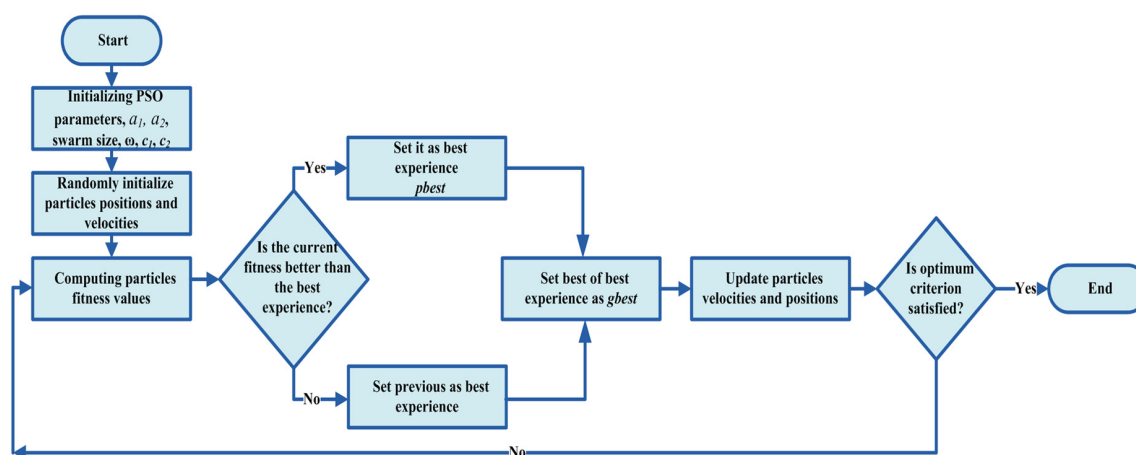 Start
Initializing PSO
parameters, a₁, a₂,
swarm size, ω, c₁, c₂
Randomly initialize
particles positions and
velocities
Computing particles
fitness values
Is the current
fitness better than
the best
experience?
Yes
Set it as best
experience
pbest
No
Set previous as best
experience
Set best of best
experience as gbest
Update particles
velocities and positions
Is optimum
criterion
satisfied?
Yes
End
No